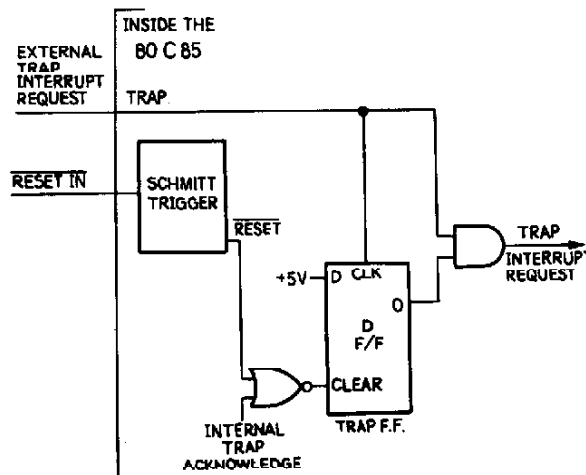 INSIDE THE
80 C 85
EXTERNAL
TRAP
INTERRUPT
REQUEST
TRAP
RESET IN
SCHMITT
TRIGGER
RESET
TRAP
INTERRUPT
REQUEST
+5V
D CLK
Q
D
F/F
CLEAR
TRAP F.F.
INTERNAL
TRAP
ACKNOWLEDGE